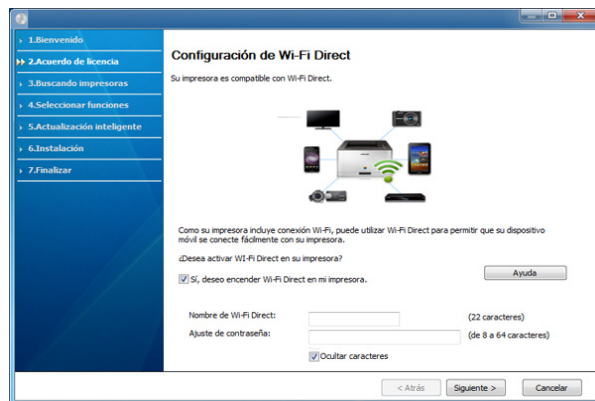 1.Bienvenido
2.Acuerdo de licencia
3.Buscando impresoras
4.Seleccionar funciones
5.Actualización inteligente
6.Instalación
7.Finalizar
Configuración de Wi-Fi Direct
Su impresora es compatible con Wi-Fi Direct.
Como su impresora incluye conexión Wi-Fi, puede utilizar Wi-Fi Direct para permitir que su dispositivo
móvil se conecte fácilmente con su impresora.
¿Desea activar WI-Fi Direct en su impresora?
Sí, deseo encender Wi-Fi Direct en mi impresora.
Ayuda
Nombre de Wi-Fi Direct: (22 caracteres)
Ajuste de contraseña: (de 8 a 64 caracteres)
Ocultar caracteres
< Atrás Siguiente > Cancelar